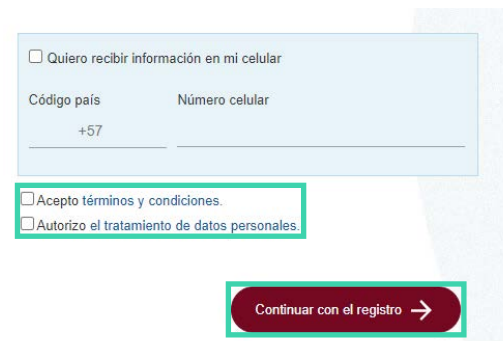 Quiero recibir información en mi celular
Código país Número celular
+57
Acepto términos y condiciones.
Autorizo el tratamiento de datos personales.
Continuar con el registro →